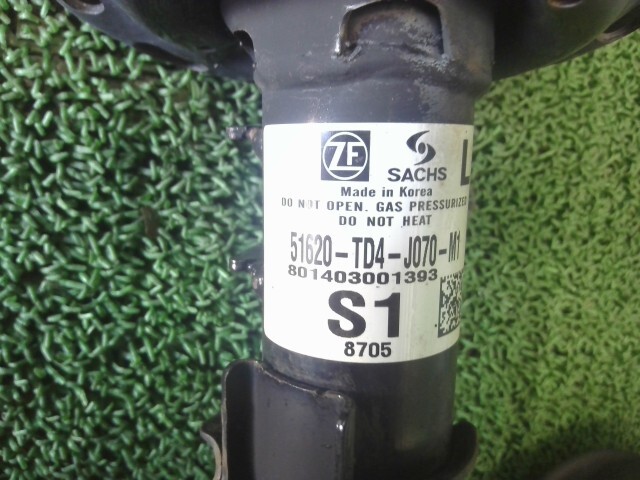 ZF SACHS L
Made in Korea
DO NOT OPEN. GAS PRESSURIZED
DO NOT HEAT
51620-TD4-J070-M1
801403001393
S1
8705